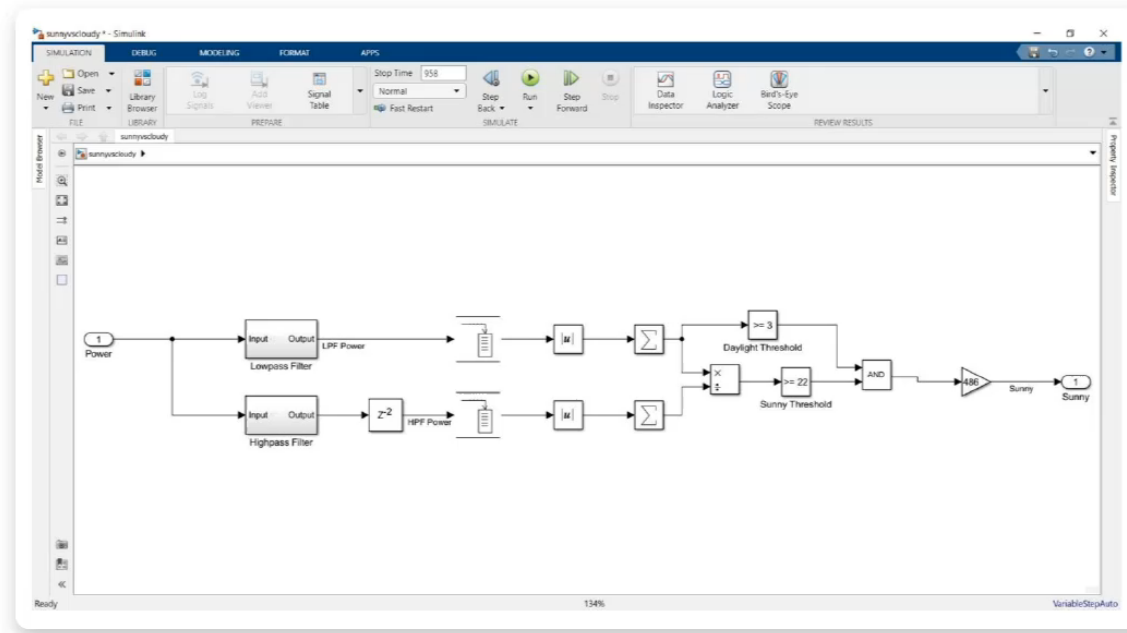 sunnyvscloudy * - Simulink
SIMULATION DEBUG MODELING FORMAT APPS
New
Open
Save
Print
FILE
Library Browser
LIBRARY
Log Signals
Add Viewer
Signal Table
PREPARE
Stop Time 958
Normal
Fast Restart
Step Back
Run
Step Forward
Stop
SIMULATE
Data Inspector
Logic Analyzer
Bird's-Eye Scope
REVIEW RESULTS
Model Browser
sunnyvscloudy
sunnyvscloudy
Property Inspector
1
Power
Input Output
Lowpass Filter
LPF Power
|u|
∑
>= 3
Daylight Threshold
×
÷
>= 22
Sunny Threshold
AND
486
Sunny
1
Sunny
Input Output
Highpass Filter
Z-2
HPF Power
|u|
∑
Ready
134%
VariableStepAuto